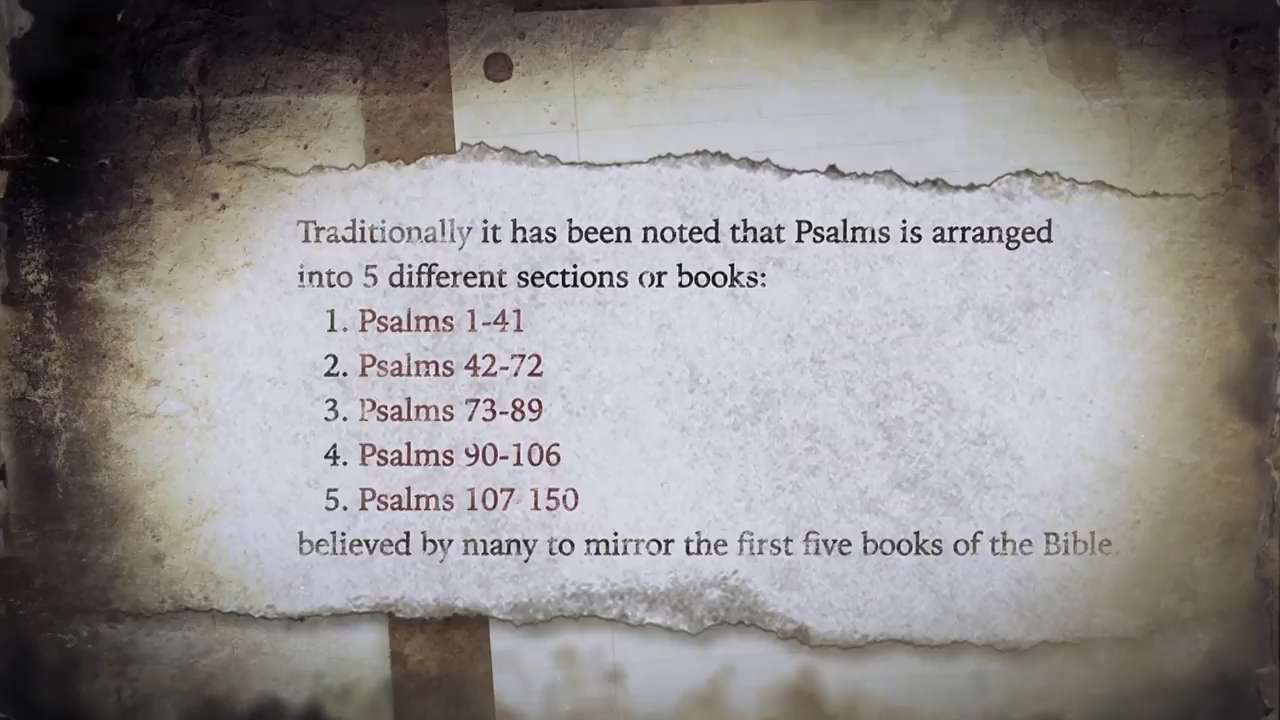 Traditionally it has been noted that Psalms is arranged
into 5 different sections or books:
1. Psalms 1-41
2. Psalms 42-72
3. Psalms 73-89
4. Psalms 90-106
5. Psalms 107-150
believed by many to mirror the first five books of the Bible.